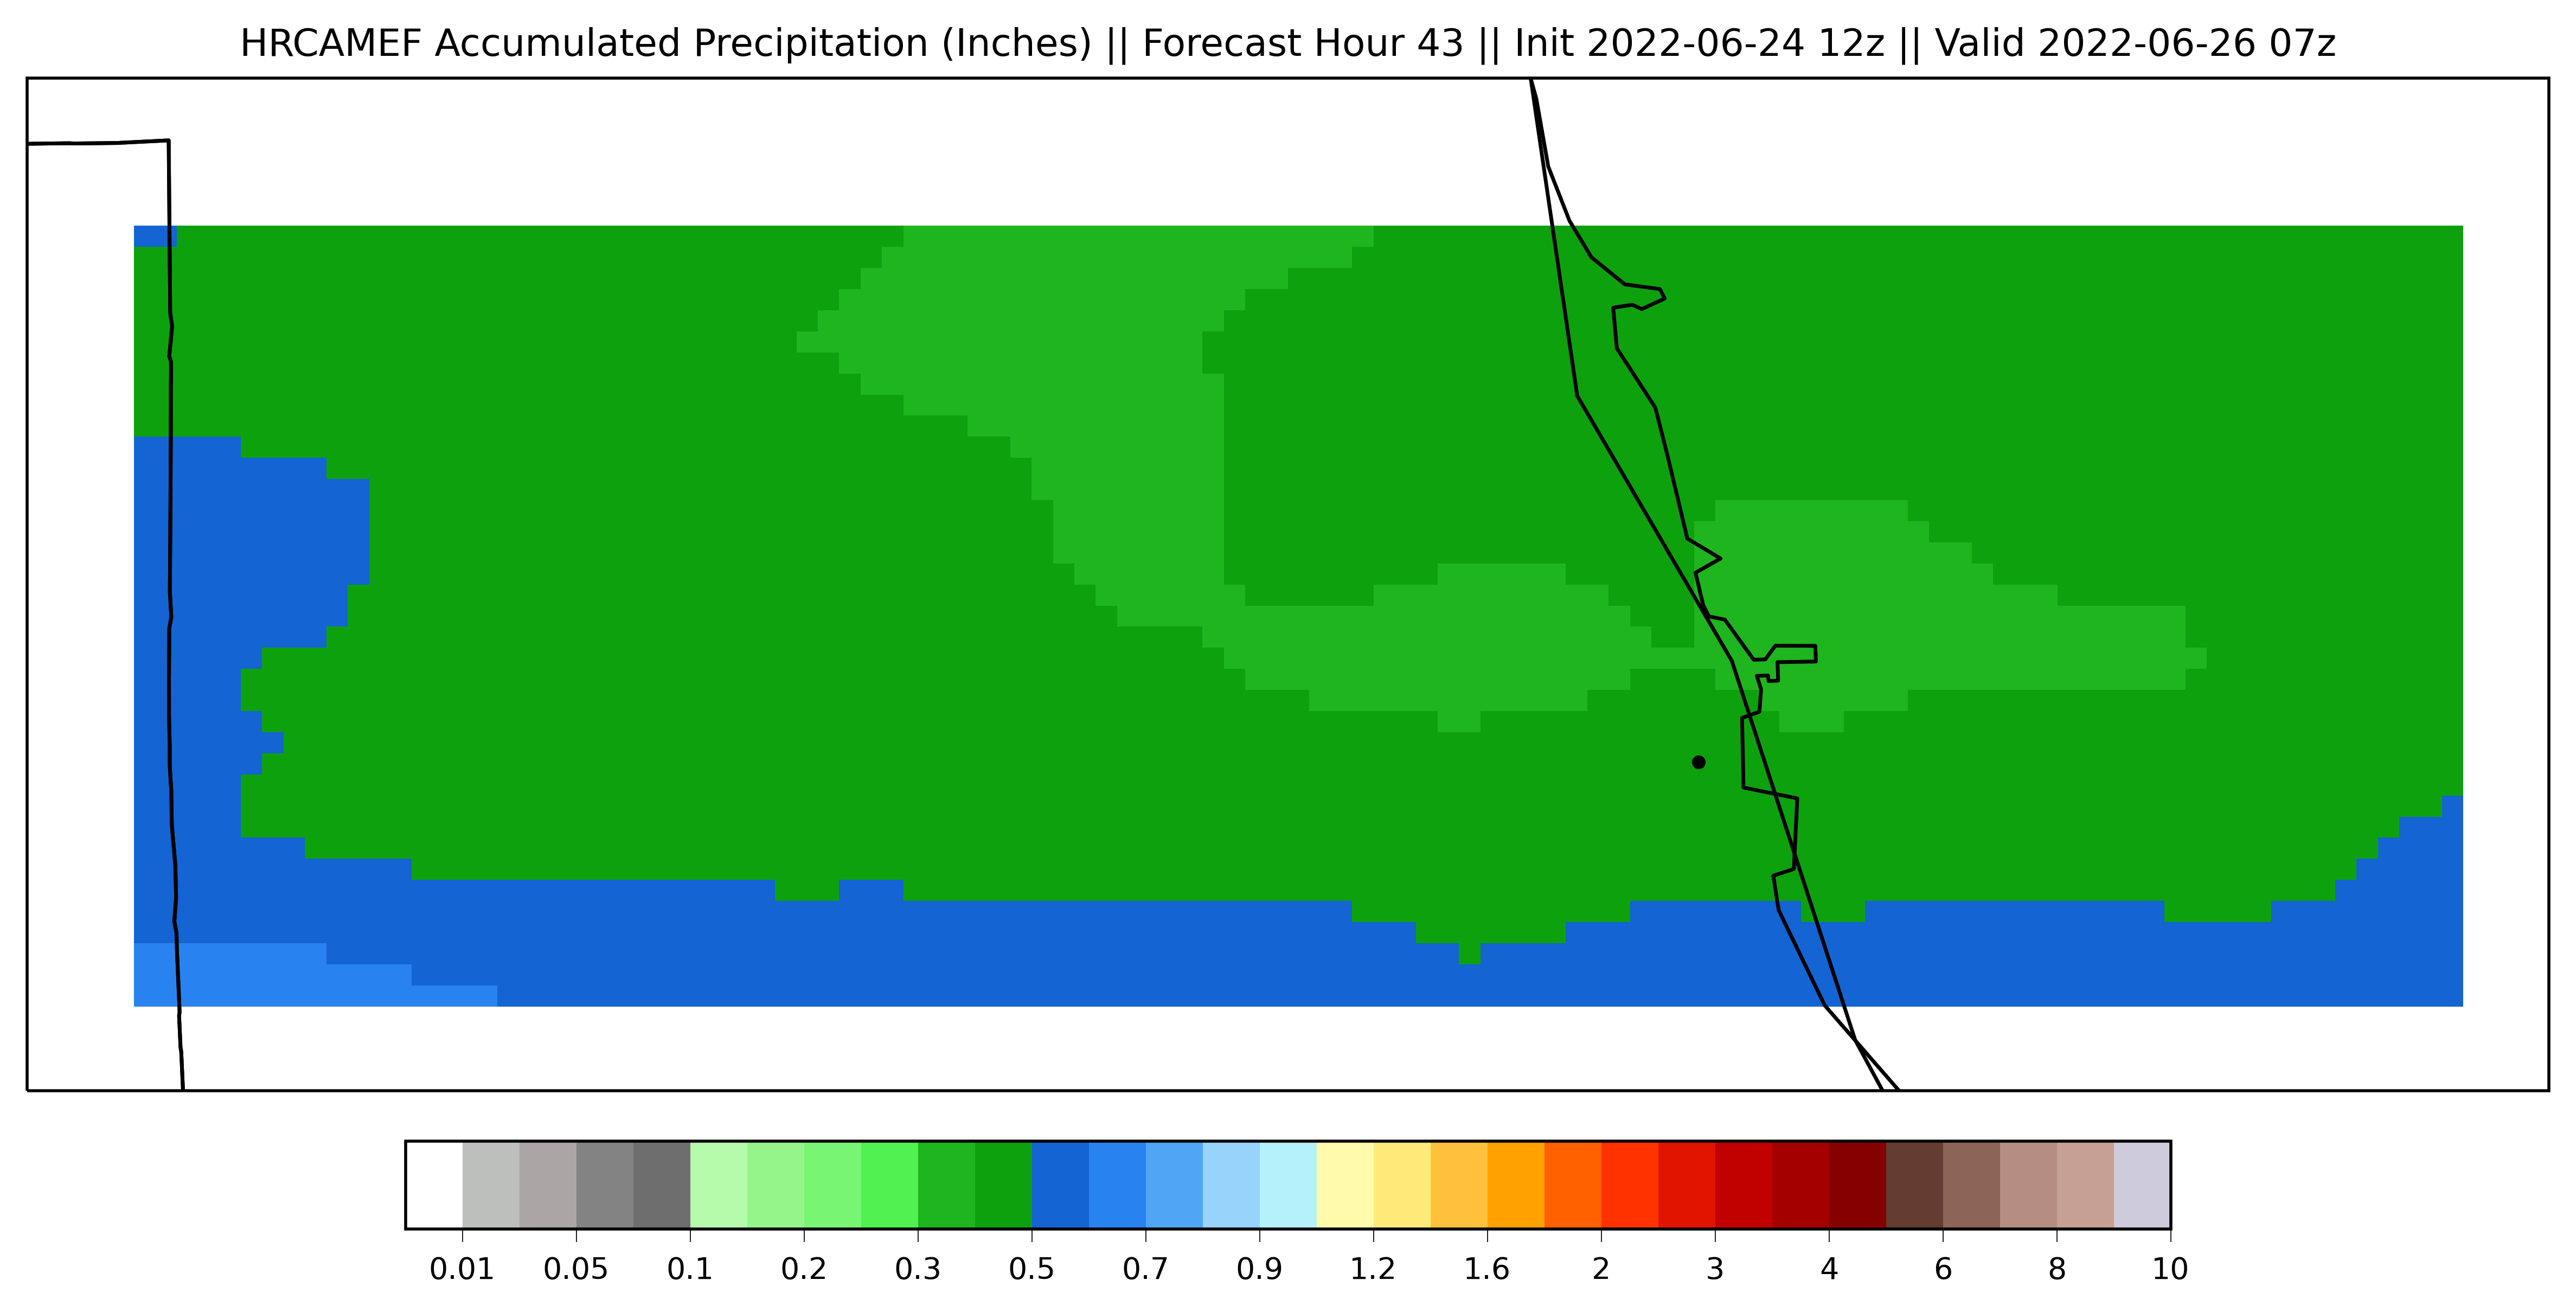 HRCAMEF Accumulated Precipitation (Inches) || Forecast Hour 43 || Init 2022-06-24 12z || Valid 2022-06-26 07z
0.01 0.05 0.1 0.2 0.3 0.5 0.7 0.9 1.2 1.6 2 3 4 6 8 10